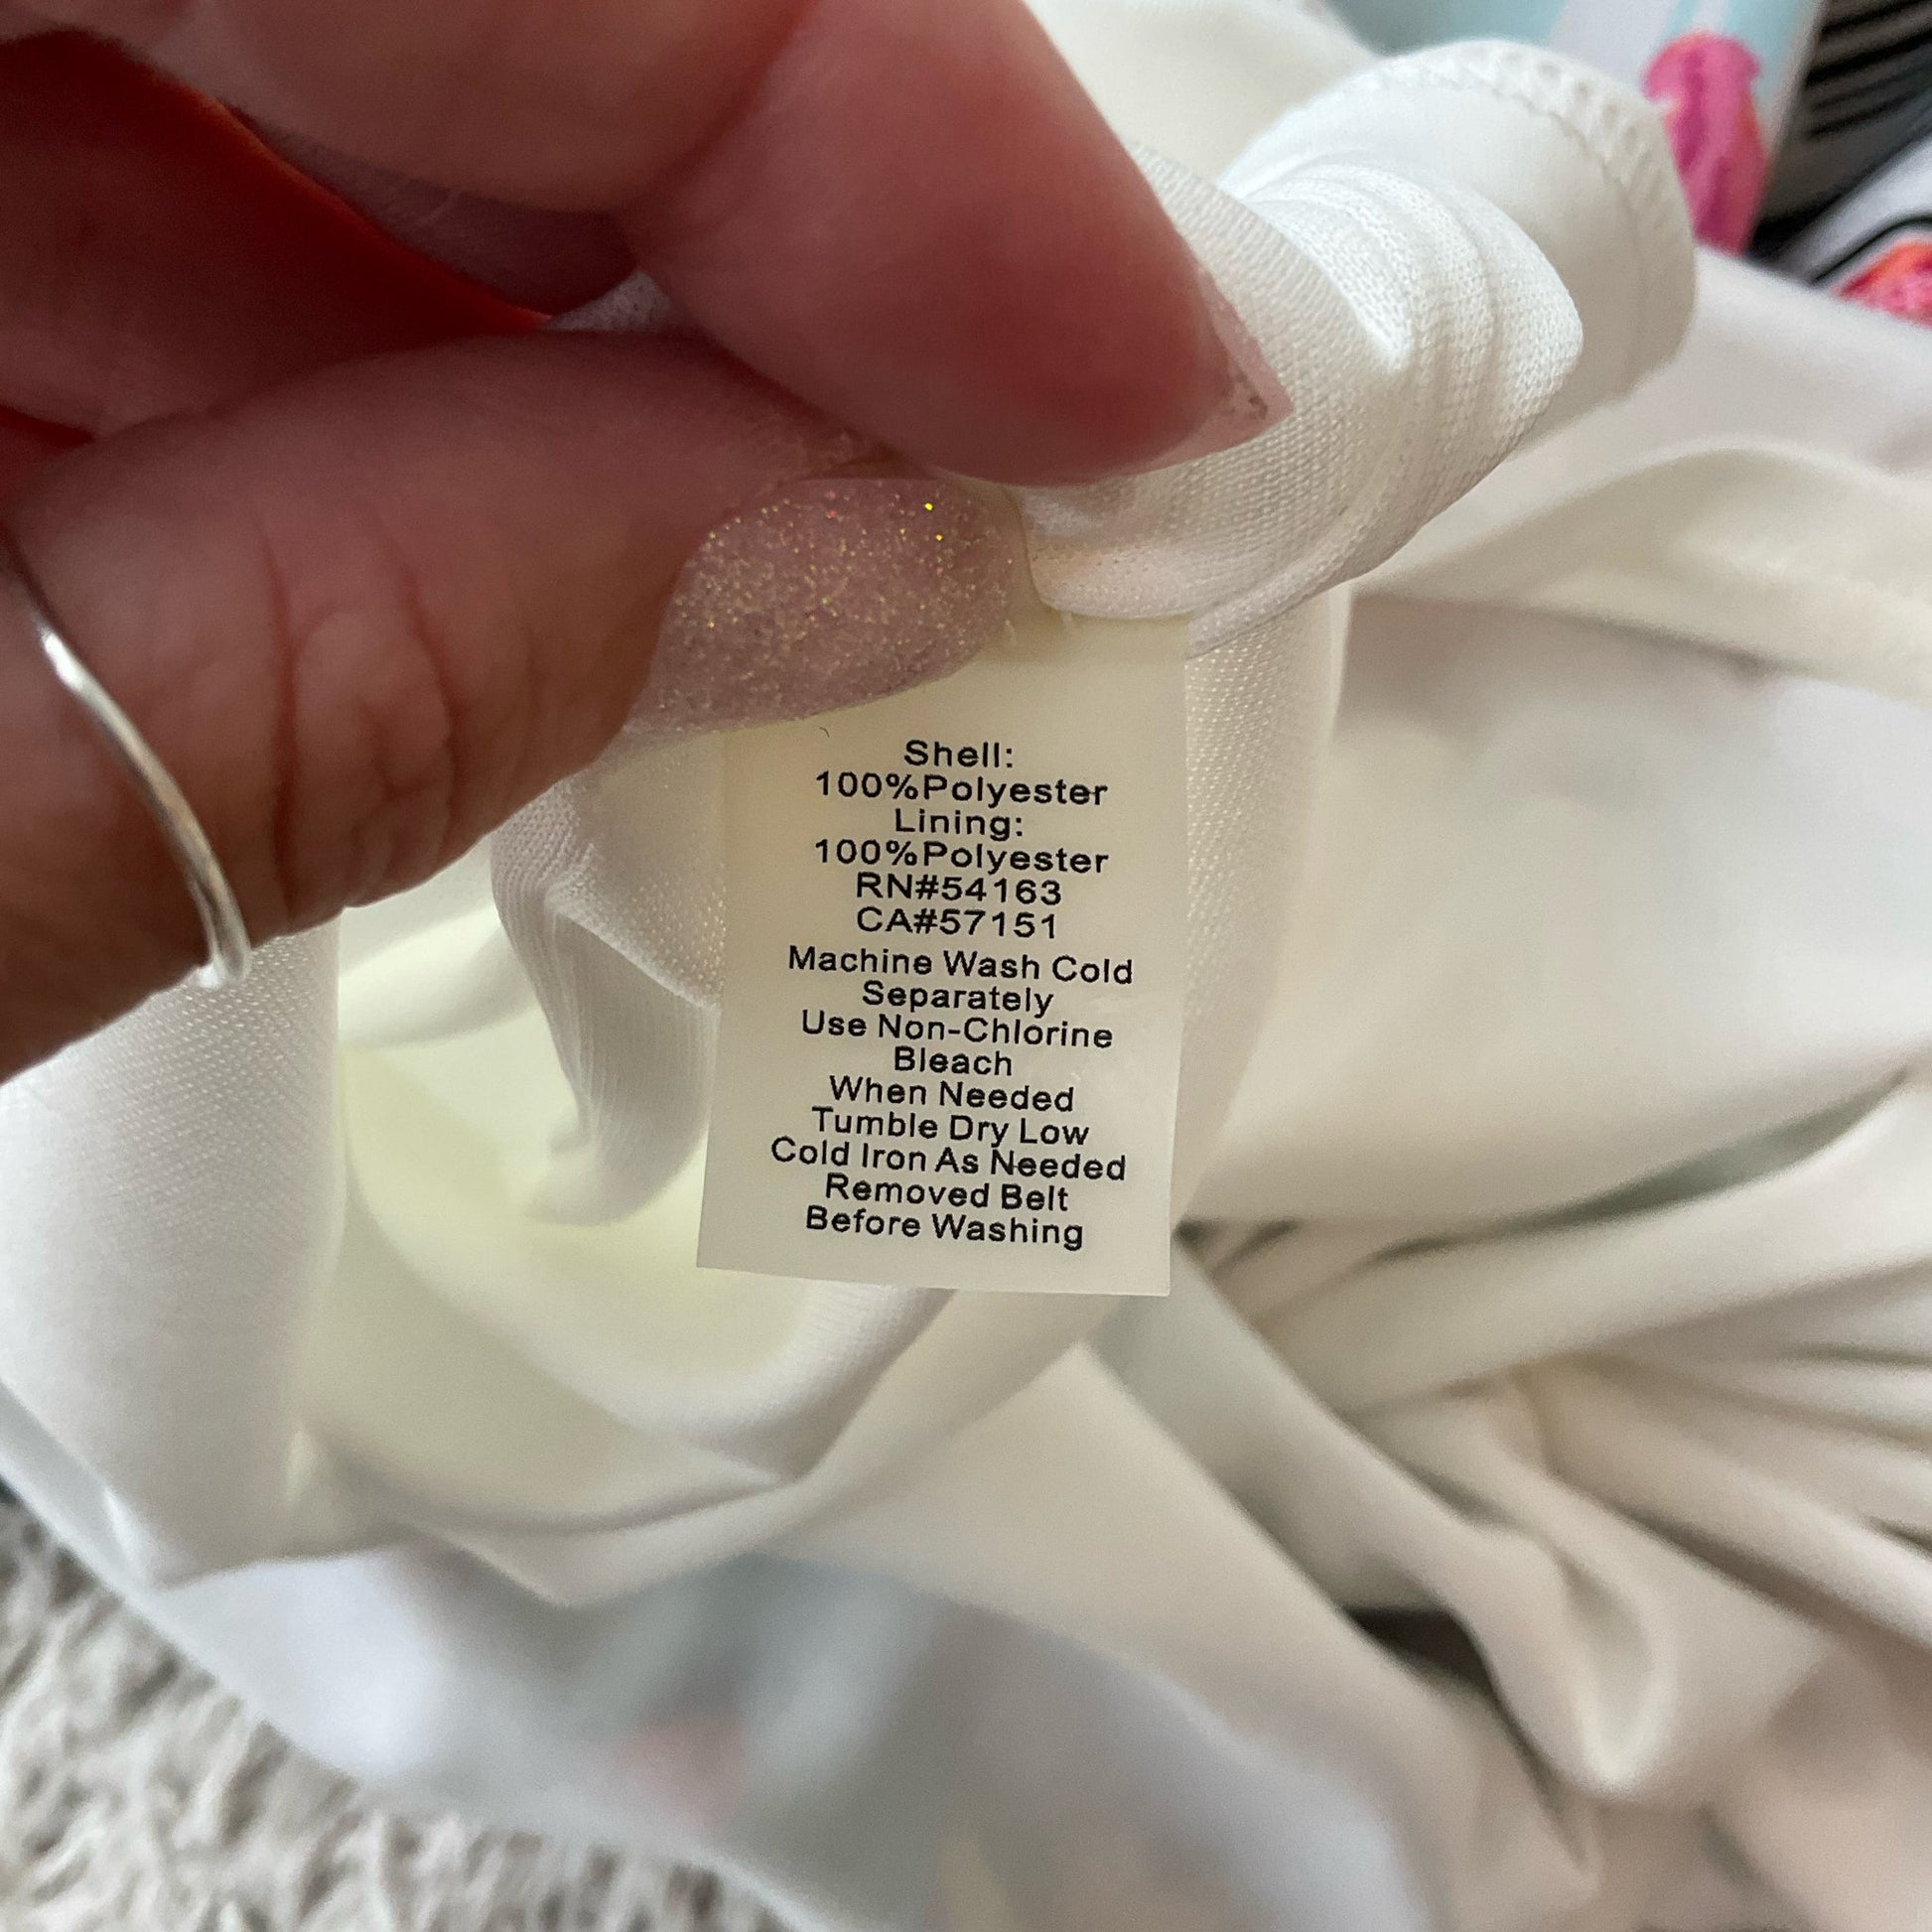 Shell:
100%Polyester
Lining:
100%Polyester
RN#54163
CA#57151
Machine Wash Cold
Separately
Use Non-Chlorine
Bleach
When Needed
Tumble Dry Low
Cold Iron As Needed
Removed Belt
Before Washing